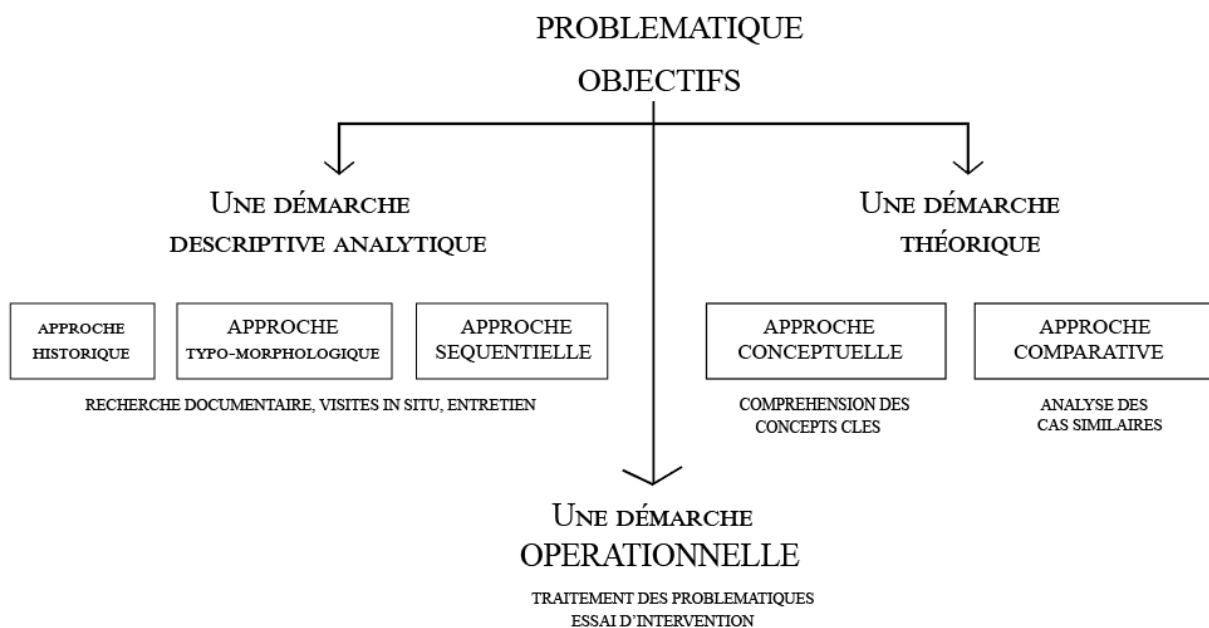 PROBLEMATIQUE
OBJECTIFS
UNE DÉMARCHE
DESCRIPTIVE ANALYTIQUE
UNE DÉMARCHE
THÉORIQUE
APPROCHE
HISTORIQUE
APPROCHE
TYPO-MORPHOLOGIQUE
APPROCHE
SEQUENTIELLE
APPROCHE
CONCEPTUELLE
APPROCHE
COMPARATIVE
RECHERCHE DOCUMENTAIRE, VISITES IN SITU, ENTRETIEN
COMPREHENSION DES
CONCEPTS CLES
ANALYSE DES
CAS SIMILAIRES
UNE DÉMARCHE
OPERATIONNELLE
TRAITEMENT DES PROBLEMATIQUES
ESSAI D'INTERVENTION